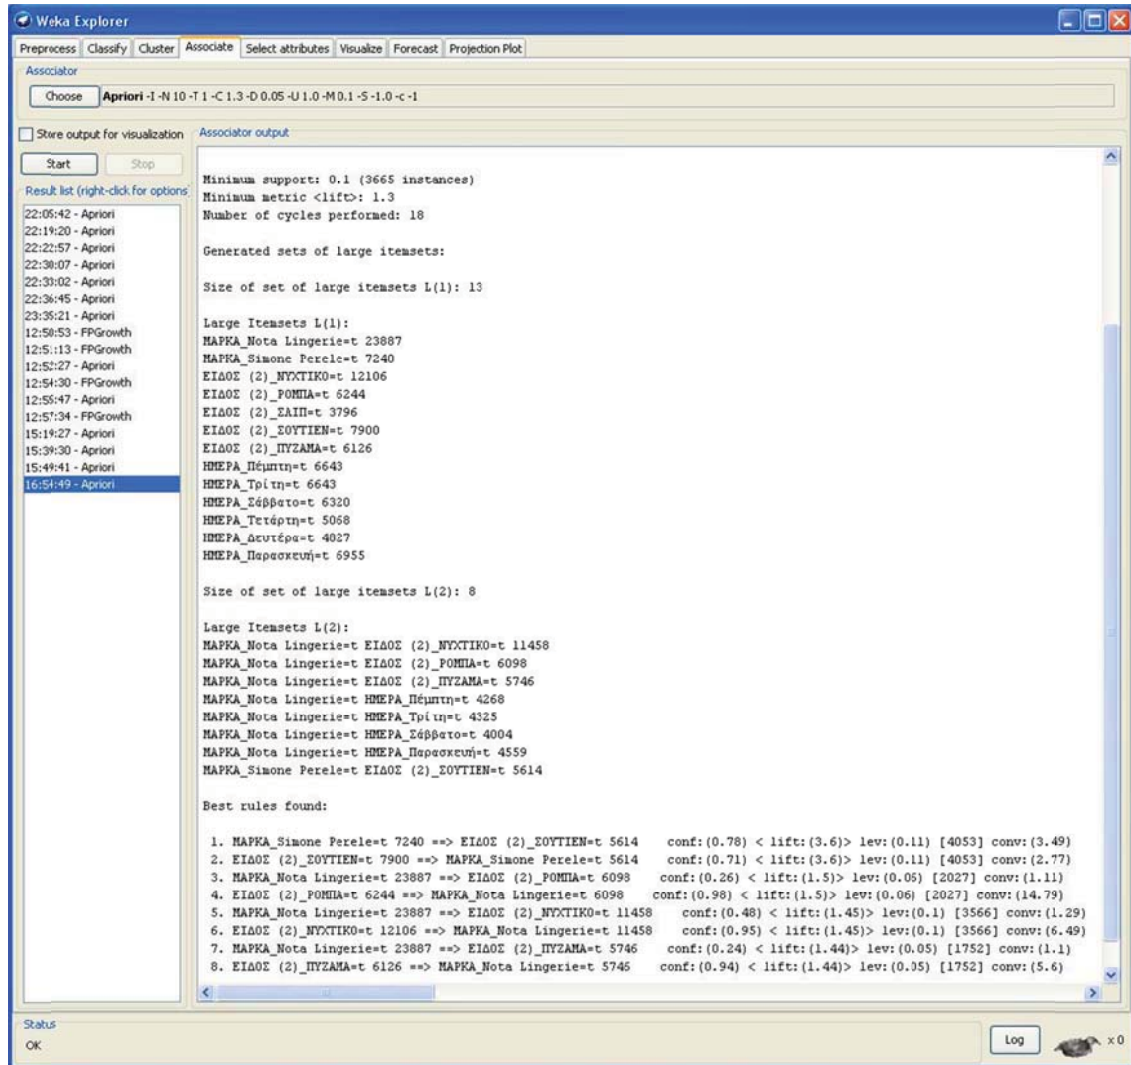 Weka Explorer
Preprocess Classify Cluster Associate Select attributes Visualize Forecast Projection Plot
Associator
Choose Apriori -I -N 10 -T 1 -C 1.3 -D 0.05 -U 1.0 -M 0.1 -S -1.0 -c -1
Store output for visualization
Start Stop
Result list (right-click for options)
22:05:42 - Apriori
22:19:20 - Apriori
22:22:57 - Apriori
22:30:07 - Apriori
22:33:02 - Apriori
22:36:45 - Apriori
23:35:21 - Apriori
12:50:53 - FPGrowth
12:51:13 - FPGrowth
12:52:27 - Apriori
12:54:30 - FPGrowth
12:55:47 - Apriori
12:57:34 - FPGrowth
15:19:27 - Apriori
15:39:30 - Apriori
15:49:41 - Apriori
16:54:49 - Apriori
Associator output
Minimum support: 0.1 (3665 instances)
Minimum metric <lift>: 1.3
Number of cycles performed: 18
Generated sets of large itemsets:
Size of set of large itemsets L(1): 13
Large Itemsets L(1):
ΜΑΡΚΑ_Nota Lingerie=t 23887
ΜΑΡΚΑ_Simone Perele=t 7240
ΕΙΔΟΣ (2)_ΝΥΧΤΙΚΟ=t 12106
ΕΙΔΟΣ (2)_ΡΟΜΠΑ=t 6244
ΕΙΔΟΣ (2)_ΣΛΙΠ=t 3796
ΕΙΔΟΣ (2)_ΣΟΥΤΙΕΝ=t 7900
ΕΙΔΟΣ (2)_ΠΥΖΑΜΑ=t 6126
ΗΜΕΡΑ_Πέμπτη=t 6643
ΗΜΕΡΑ_Τρίτη=t 6643
ΗΜΕΡΑ_Σάββατο=t 6320
ΗΜΕΡΑ_Τετάρτη=t 5068
ΗΜΕΡΑ_Δευτέρα=t 4027
ΗΜΕΡΑ_Παρασκευή=t 6955
Size of set of large itemsets L(2): 8
Large Itemsets L(2):
ΜΑΡΚΑ_Nota Lingerie=t ΕΙΔΟΣ (2)_ΝΥΧΤΙΚΟ=t 11458
ΜΑΡΚΑ_Nota Lingerie=t ΕΙΔΟΣ (2)_ΡΟΜΠΑ=t 6098
ΜΑΡΚΑ_Nota Lingerie=t ΕΙΔΟΣ (2)_ΠΥΖΑΜΑ=t 5746
ΜΑΡΚΑ_Nota Lingerie=t ΗΜΕΡΑ_Πέμπτη=t 4268
ΜΑΡΚΑ_Nota Lingerie=t ΗΜΕΡΑ_Τρίτη=t 4325
ΜΑΡΚΑ_Nota Lingerie=t ΗΜΕΡΑ_Σάββατο=t 4004
ΜΑΡΚΑ_Nota Lingerie=t ΗΜΕΡΑ_Παρασκευή=t 4559
ΜΑΡΚΑ_Simone Perele=t ΕΙΔΟΣ (2)_ΣΟΥΤΙΕΝ=t 5614
Best rules found:
1. ΜΑΡΚΑ_Simone Perele=t 7240 ==> ΕΙΔΟΣ (2)_ΣΟΥΤΙΕΝ=t 5614 conf:(0.78) < lift:(3.6)> lev:(0.11) [4053] conv:(3.49)
2. ΕΙΔΟΣ (2)_ΣΟΥΤΙΕΝ=t 7900 ==> ΜΑΡΚΑ_Simone Perele=t 5614 conf:(0.71) < lift:(3.6)> lev:(0.11) [4053] conv:(2.77)
3. ΜΑΡΚΑ_Nota Lingerie=t 23887 ==> ΕΙΔΟΣ (2)_ΡΟΜΠΑ=t 6098 conf:(0.26) < lift:(1.5)> lev:(0.06) [2027] conv:(1.11)
4. ΕΙΔΟΣ (2)_ΡΟΜΠΑ=t 6244 ==> ΜΑΡΚΑ_Nota Lingerie=t 6098 conf:(0.98) < lift:(1.5)> lev:(0.06) [2027] conv:(14.79)
5. ΜΑΡΚΑ_Nota Lingerie=t 23887 ==> ΕΙΔΟΣ (2)_ΝΥΧΤΙΚΟ=t 11458 conf:(0.48) < lift:(1.45)> lev:(0.1) [3566] conv:(1.29)
6. ΕΙΔΟΣ (2)_ΝΥΧΤΙΚΟ=t 12106 ==> ΜΑΡΚΑ_Nota Lingerie=t 11458 conf:(0.95) < lift:(1.45)> lev:(0.1) [3566] conv:(6.49)
7. ΜΑΡΚΑ_Nota Lingerie=t 23887 ==> ΕΙΔΟΣ (2)_ΠΥΖΑΜΑ=t 5746 conf:(0.24) < lift:(1.44)> lev:(0.05) [1752] conv:(1.1)
8. ΕΙΔΟΣ (2)_ΠΥΖΑΜΑ=t 6126 ==> ΜΑΡΚΑ_Nota Lingerie=t 5746 conf:(0.94) < lift:(1.44)> lev:(0.05) [1752] conv:(5.6)
Status
OK
Log
x 0